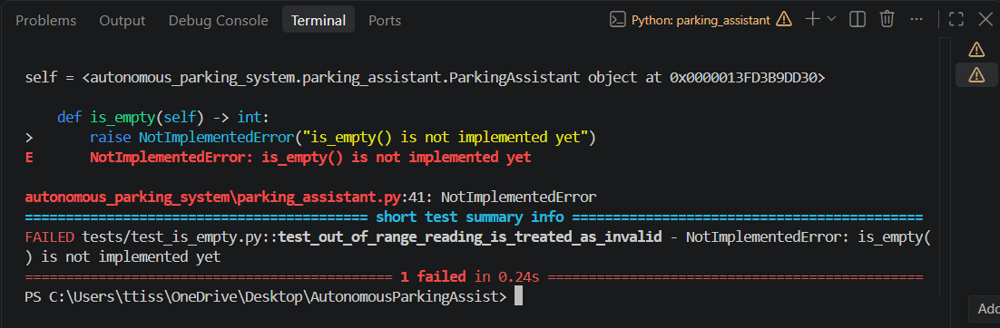 Problems Output Debug Console Terminal Ports Python: parking_assistant
self = <autonomous_parking_system.parking_assistant.ParkingAssistant object at 0x0000013FD3B9DD30>
    def is_empty(self) -> int:
>       raise NotImplementedError("is_empty() is not implemented yet")
E       NotImplementedError: is_empty() is not implemented yet
autonomous_parking_system\parking_assistant.py:41: NotImplementedError
========================================== short test summary info ===========================================
FAILED tests/test_is_empty.py::test_out_of_range_reading_is_treated_as_invalid - NotImplementedError: is_empty(
) is not implemented yet
============================================= 1 failed in 0.24s ==============================================
PS C:\Users\ttiss\OneDrive\Desktop\AutonomousParkingAssist>